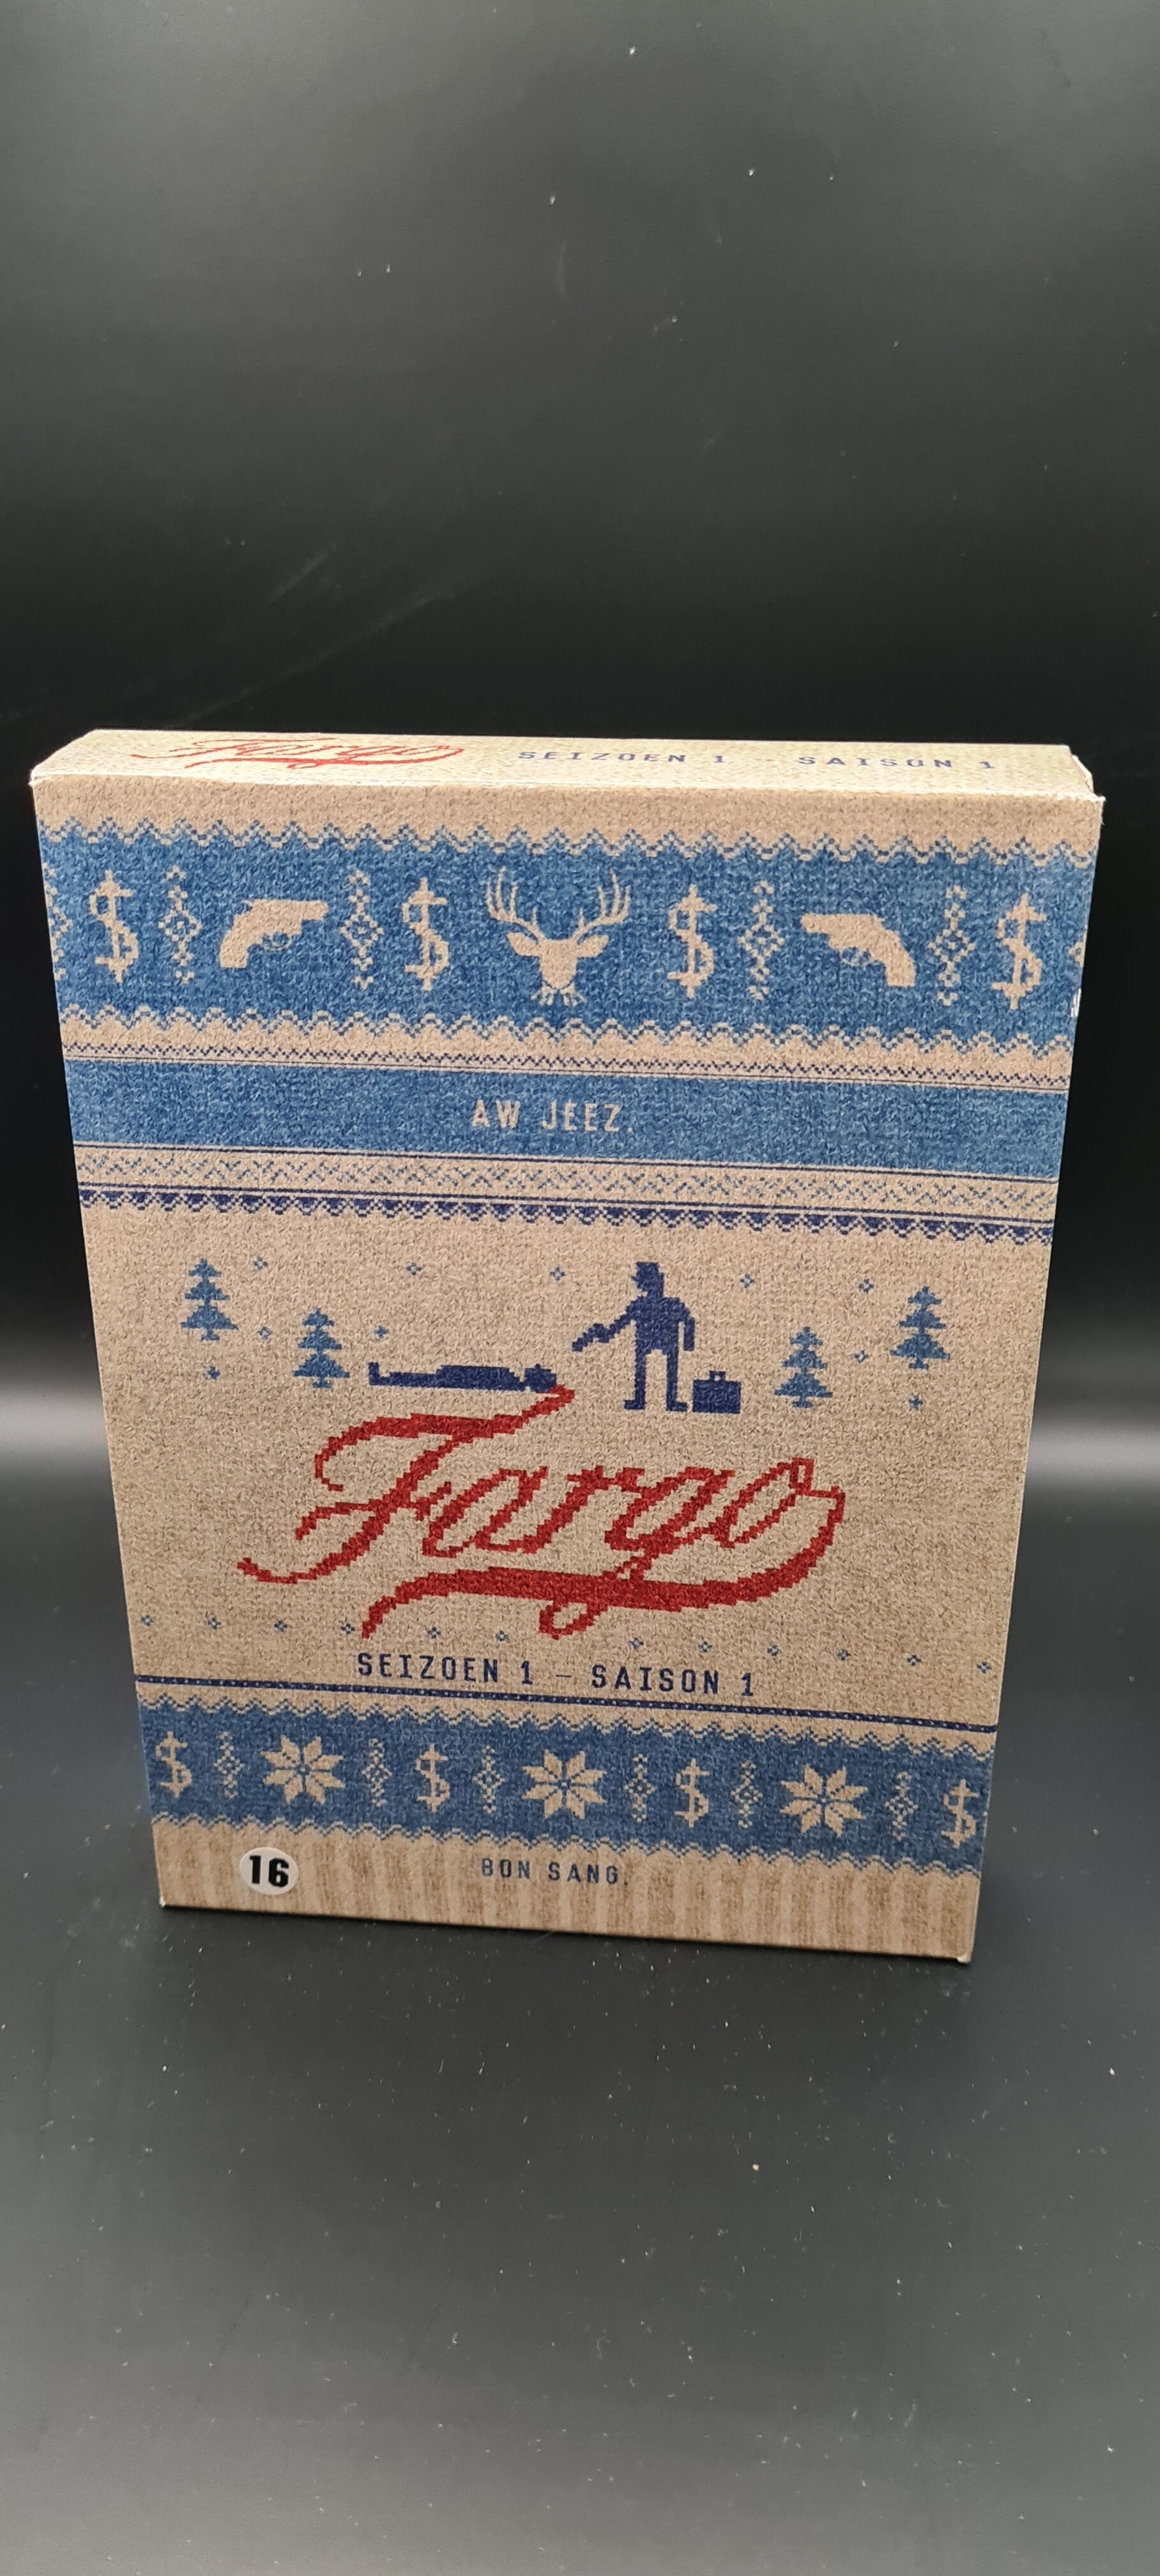 Fargo SEIZOEN 1 - SAISON 1
AW JEEZ.
Fargo
SEIZOEN 1 – SAISON 1
BON SANG.
16